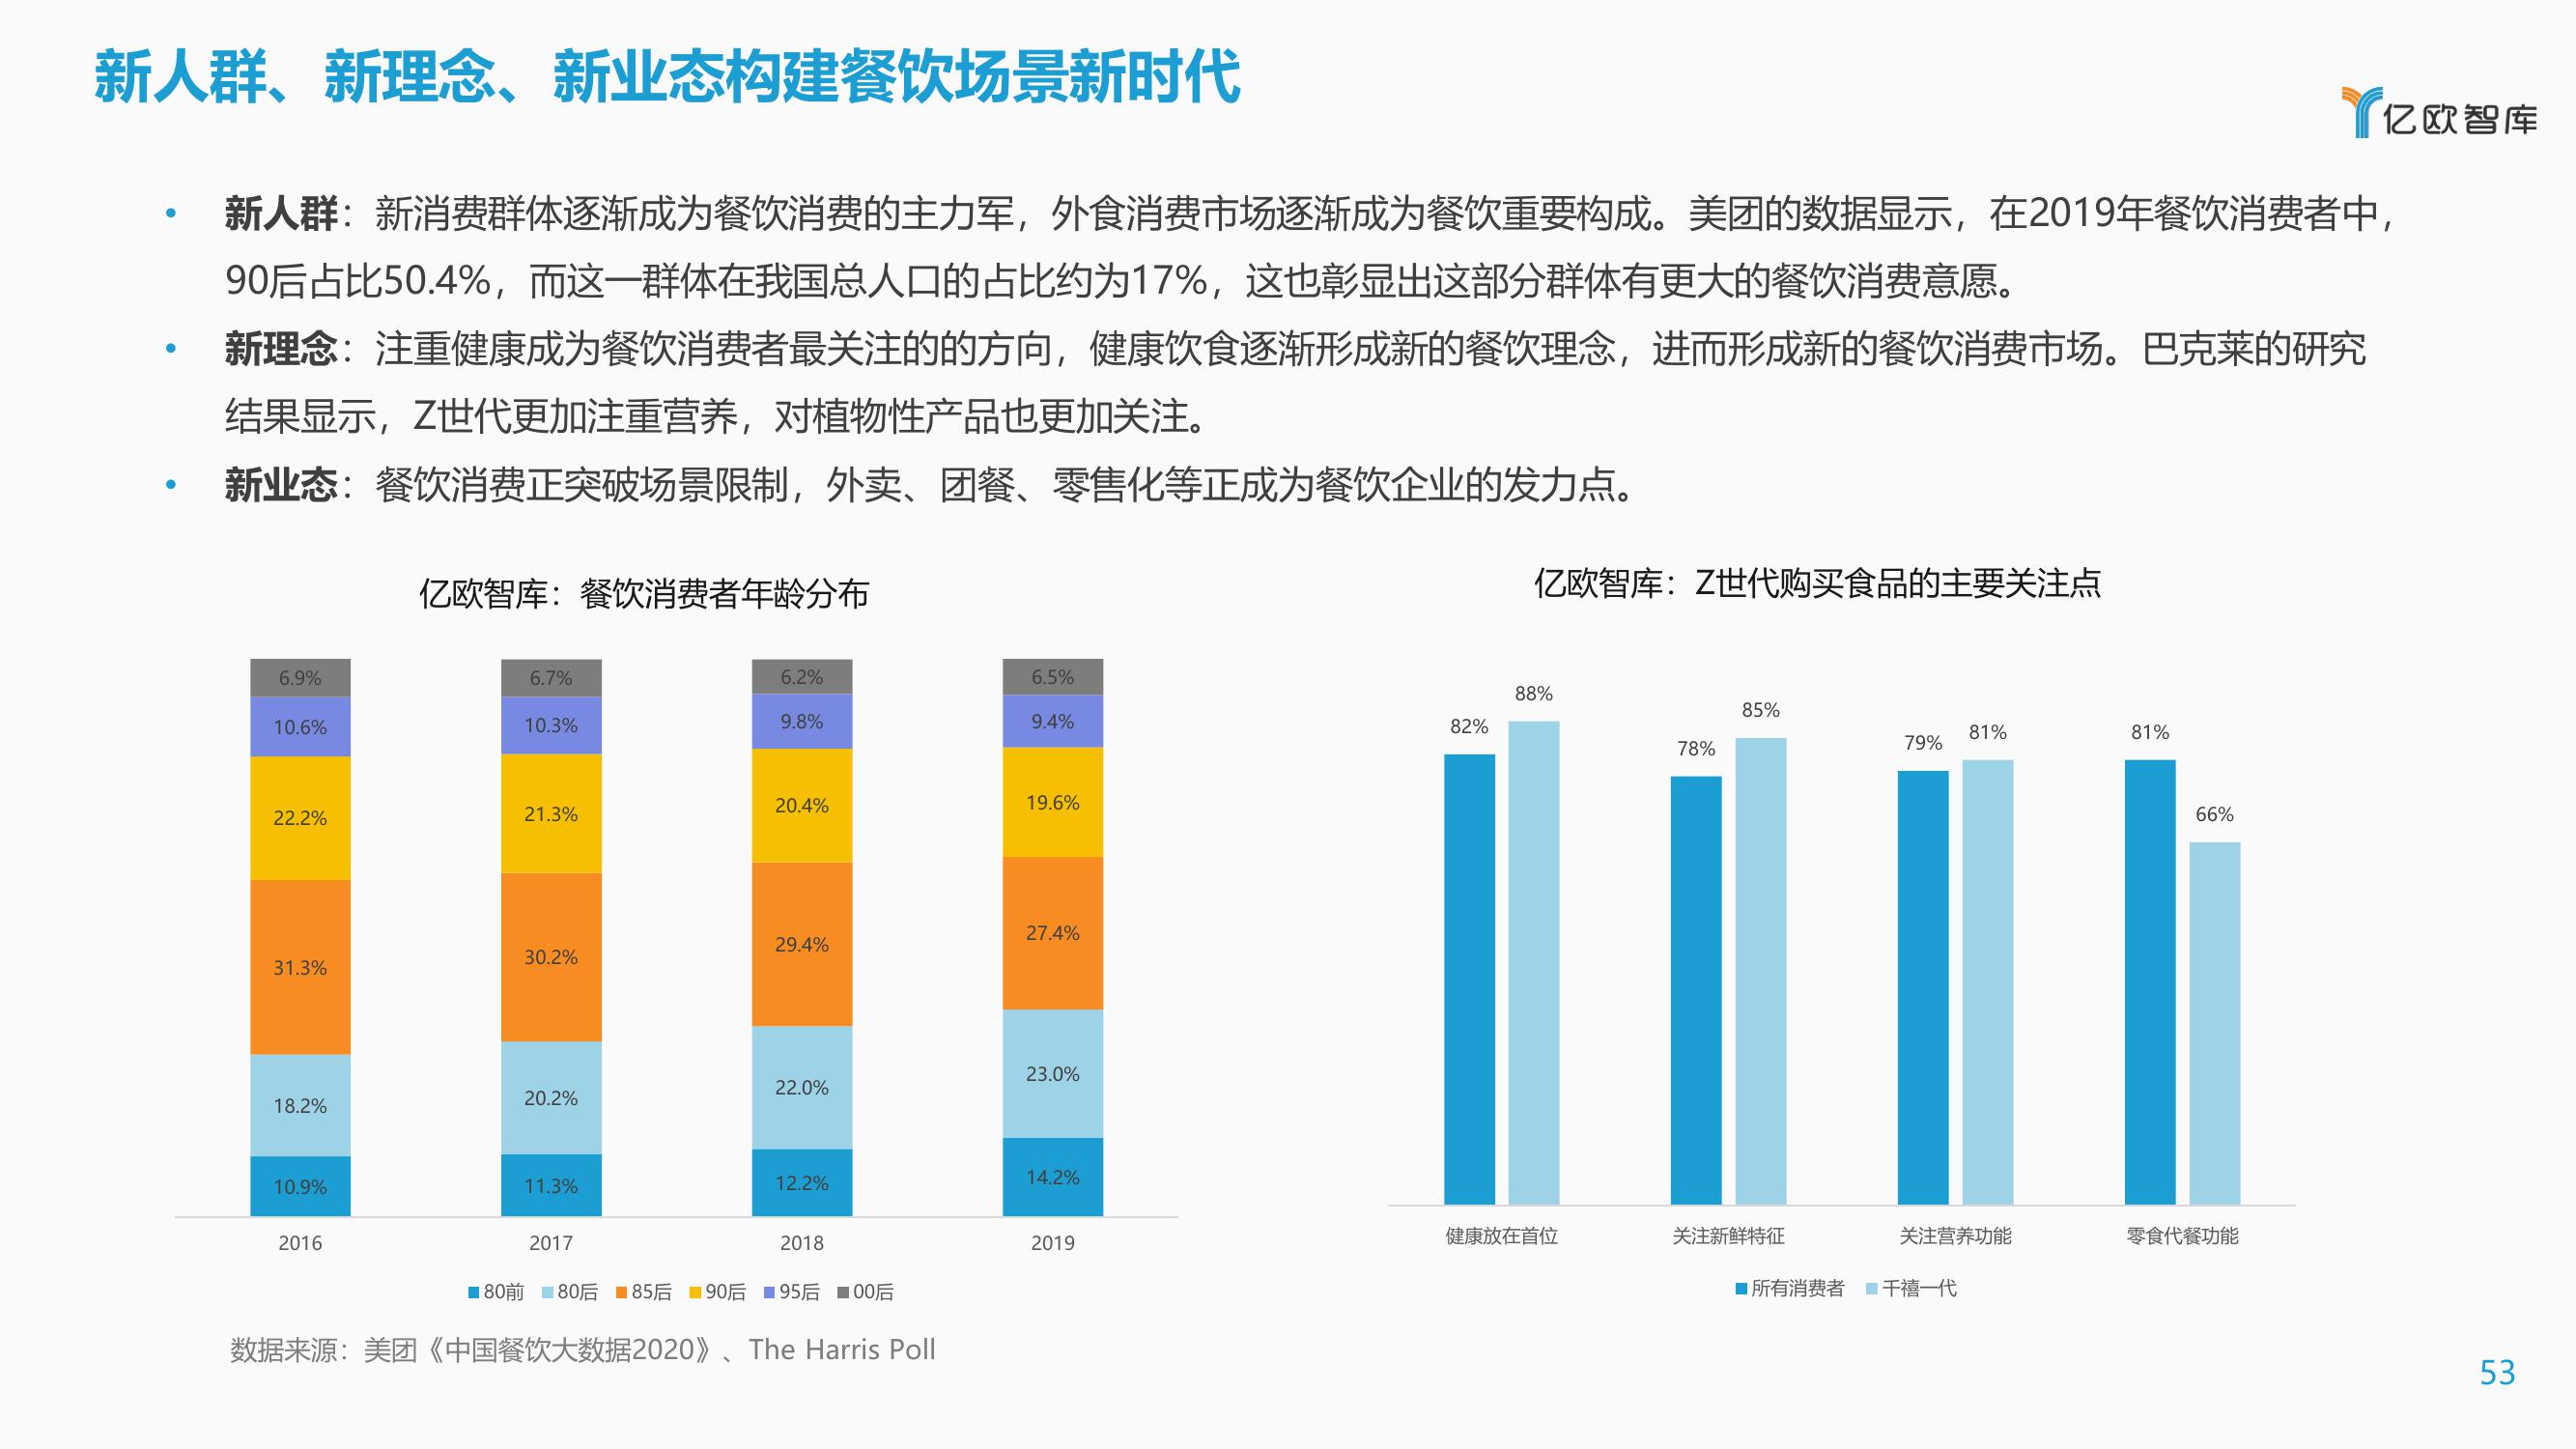 新人群、新理念、新业态构建餐饮场景新时代
亿欧智库
• 新人群：新消费群体逐渐成为餐饮消费的主力军，外食消费市场逐渐成为餐饮重要构成。美团的数据显示，在2019年餐饮消费者中，
90后占比50.4%，而这一群体在我国总人口的占比约为17%，这也彰显出这部分群体有更大的餐饮消费意愿。
• 新理念：注重健康成为餐饮消费者最关注的的方向，健康饮食逐渐形成新的餐饮理念，进而形成新的餐饮消费市场。巴克莱的研究
结果显示，Z世代更加注重营养，对植物性产品也更加关注。
• 新业态：餐饮消费正突破场景限制，外卖、团餐、零售化等正成为餐饮企业的发力点。
亿欧智库：餐饮消费者年龄分布
6.9% 6.7% 6.2% 6.5%
10.6% 10.3% 9.8% 9.4%
22.2% 21.3% 20.4% 19.6%
31.3% 30.2% 29.4% 27.4%
18.2% 20.2% 22.0% 23.0%
10.9% 11.3% 12.2% 14.2%
2016 2017 2018 2019
80前 80后 85后 90后 95后 00后
亿欧智库：Z世代购买食品的主要关注点
82% 88% 78% 85% 79% 81% 81% 66%
健康放在首位 关注新鲜特征 关注营养功能 零食代餐功能
所有消费者 千禧一代
数据来源：美团《中国餐饮大数据2020》、The Harris Poll
53